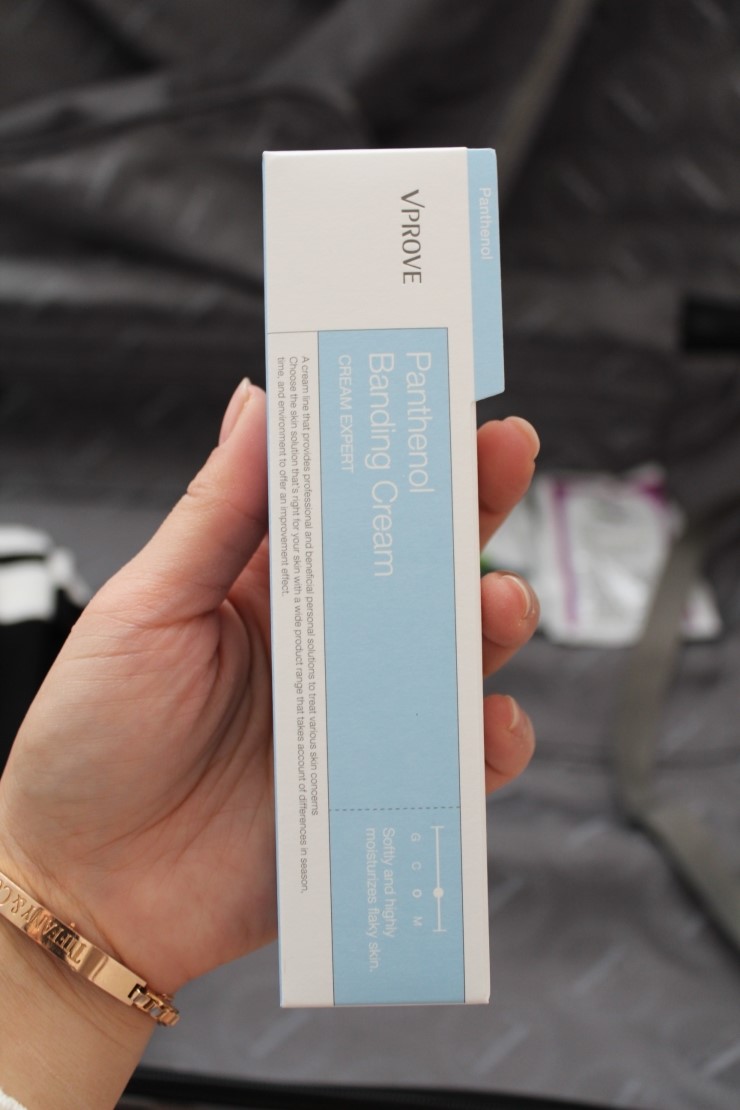 Panthenol
VPROVE
Panthenol
Banding Cream
CREAM EXPERT
A cream line that provides professional and beneficial personal solutions to treat various skin concerns
Choose the skin solution that's right for your skin with a wide product range that takes account of differences in season,
time, and environment to offer an improvement effect.
G C O M
Softly and highly
moisturizes flaky skin.
TIFFANY & CO